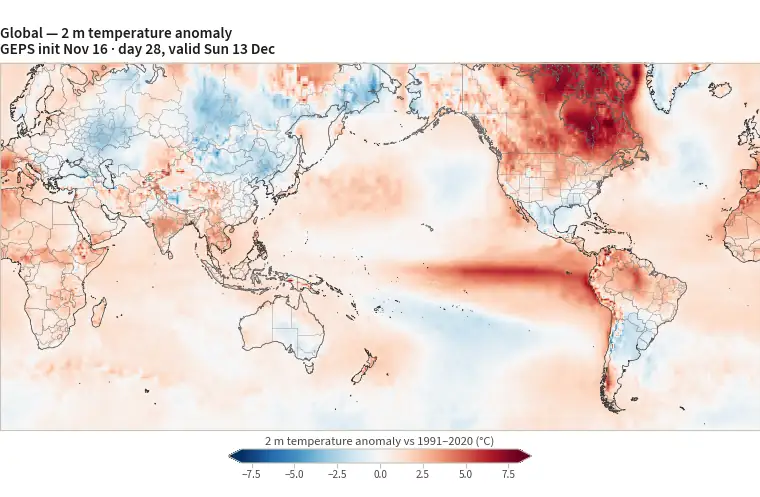 Global — 2 m temperature anomaly
GEPS init Nov 16 · day 28, valid Sun 13 Dec
2 m temperature anomaly vs 1991–2020 (°C)
−7.5 −5.0 −2.5 0.0 2.5 5.0 7.5